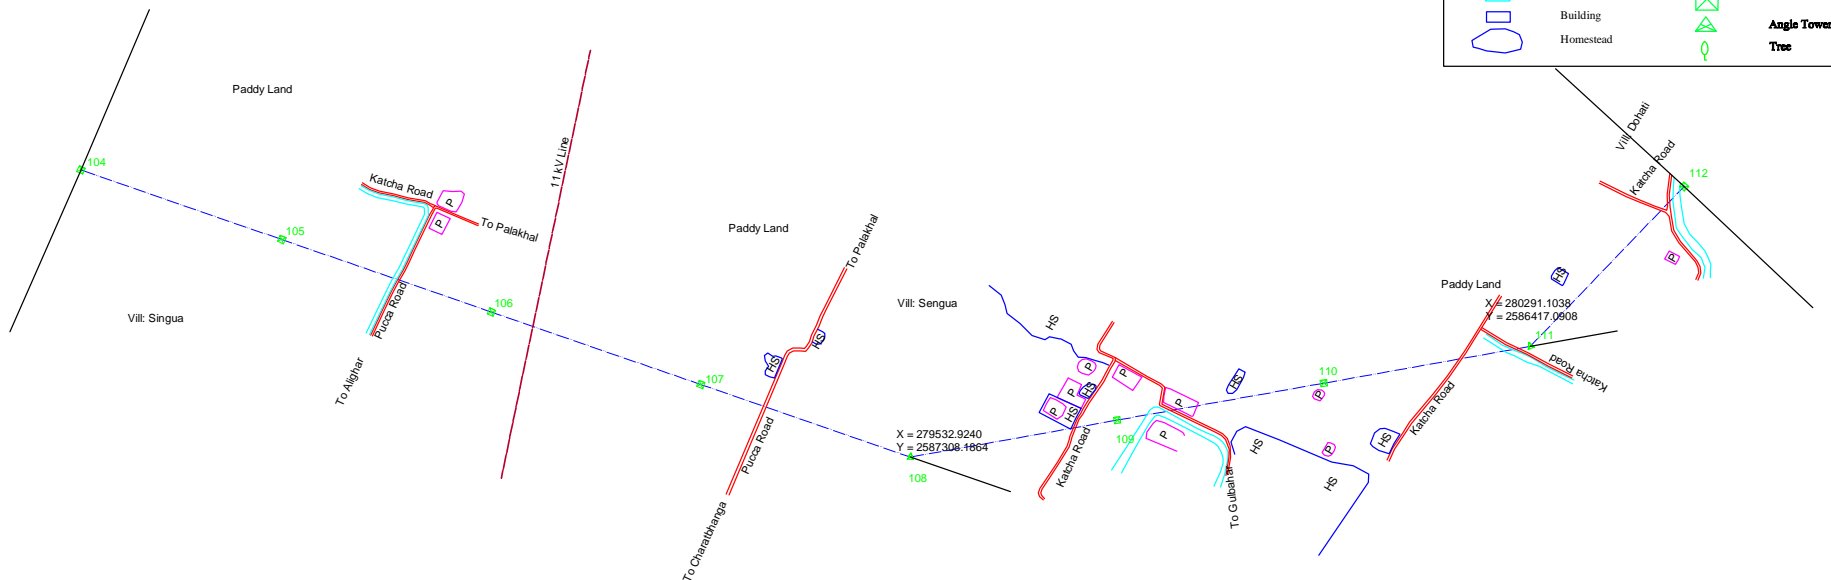 Building
Angle Tower
Homestead
Tree
Paddy Land
11 kV Line
Vill: Dohati
Katcha Road
104
112
Katcha Road
P
To Palakhal
P
105
To Palakhal
Paddy Land
P
HS
Paddy Land
106
Vill: Sengua
X = 280291.1038
Y = 2586417.0908
Vill: Singua
Pucca Road
HS
HS
111
HS
P
P
Katcha Road
To Alighar
107
HS
110
P
HS
P
P
HS
P
Katcha Road
109
P
X = 279532.9240
Y = 2587308.1864
Pucca Road
HS
HS
P
108
Katcha Road
HS
To Gulbahar
To Charatbhanga